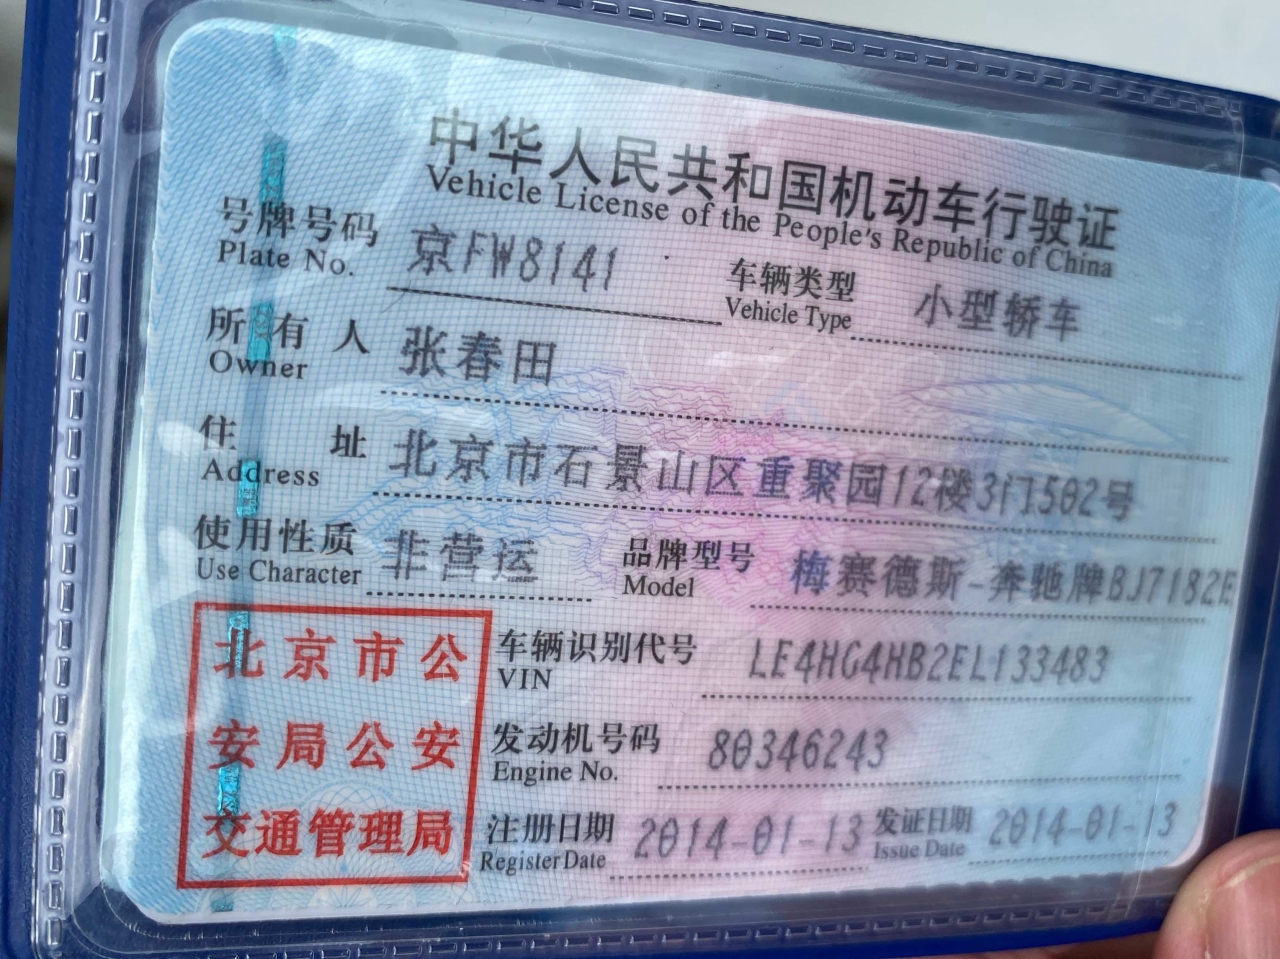 中华人民共和国机动车行驶证
Vehicle License of the People's Republic of China
号牌号码 京FW8141 车辆类型 小型轿车
Plate No. Vehicle Type
所有人 张春田
Owner
住址 北京市石景山区重聚园12楼3门502号
Address
使用性质 非营运 品牌型号 梅赛德斯-奔驰牌BJ7182E
Use Character Model
北京市公 车辆识别代号 LE4HG4HB2EL133483
VIN
安局公安 发动机号码 80346243
Engine No.
交通管理局 注册日期 2014-01-13 发证日期 2014-01-13
Register Date Issue Date